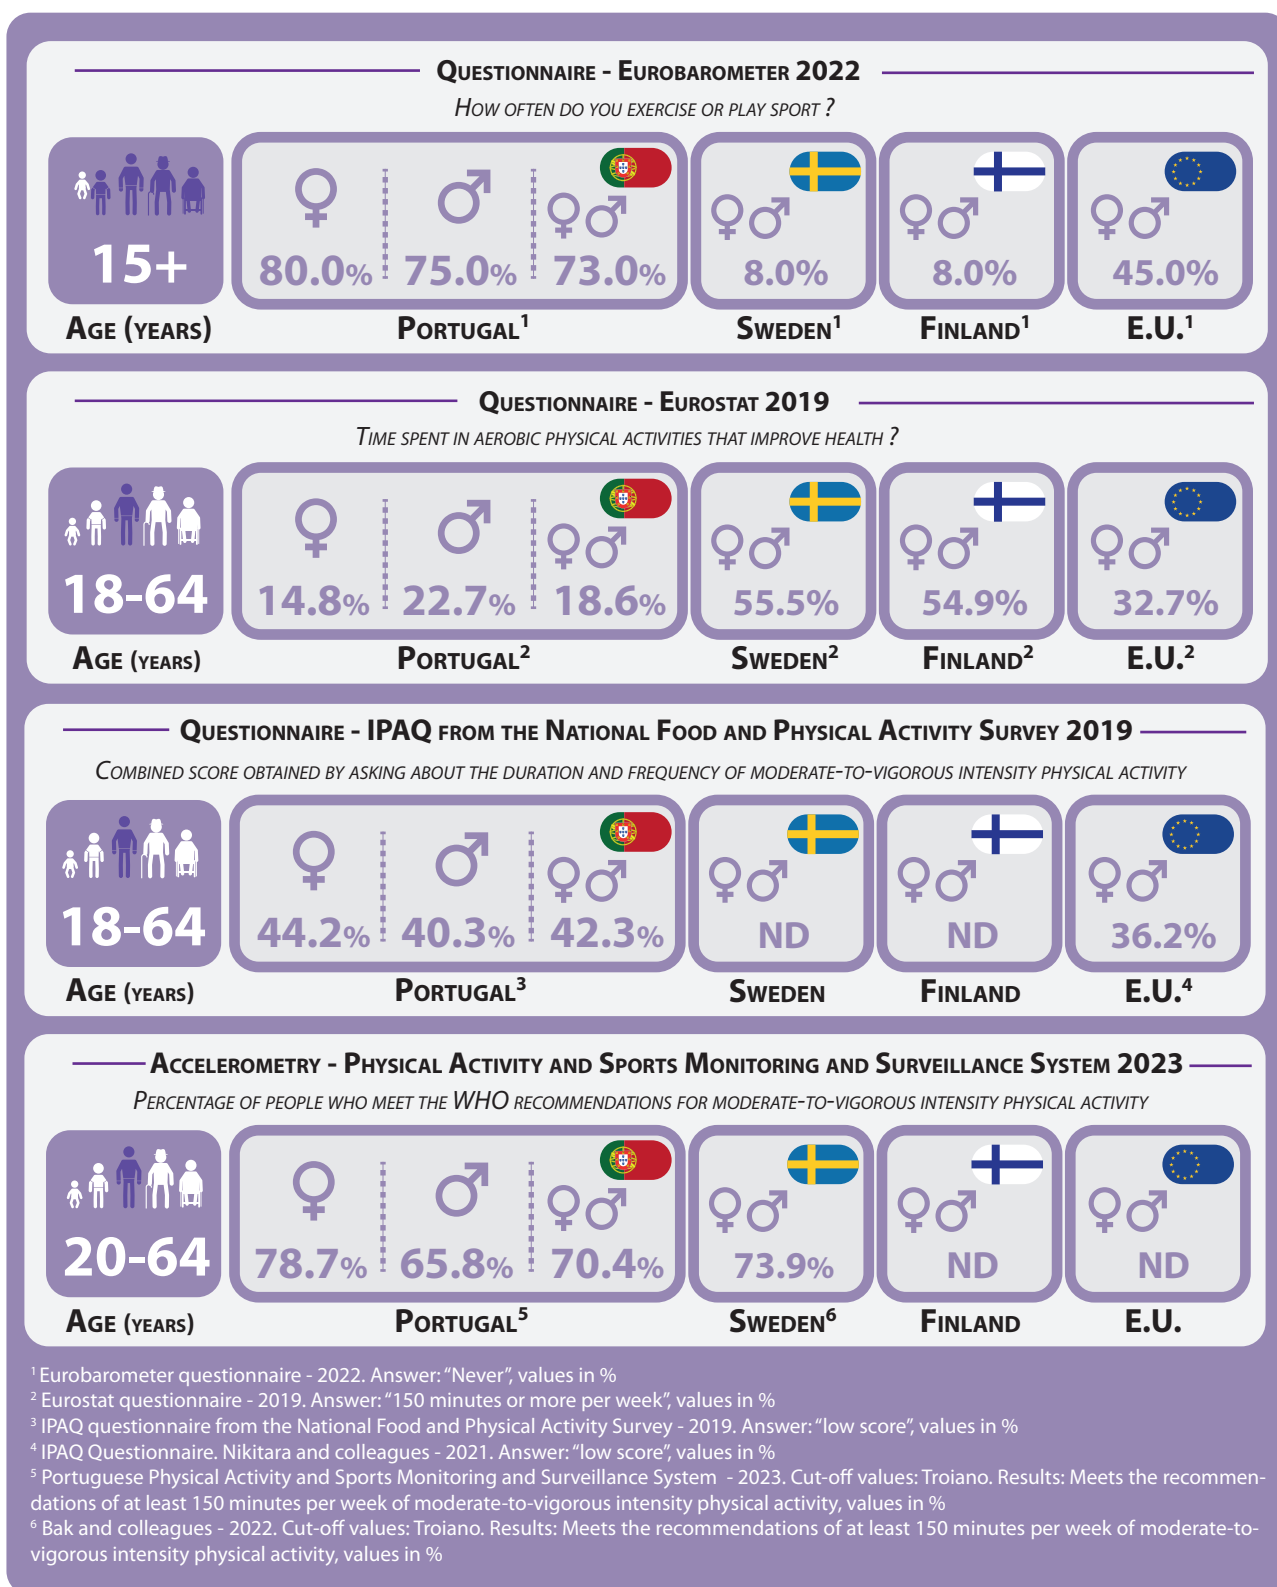 Questionnaire - Eurobarometer 2022
How often do you exercise or play sport ?
15+
80.0% 75.0% 73.0% 8.0% 8.0% 45.0%
Age (years) Portugal¹ Sweden¹ Finland¹ E.U.¹
Questionnaire - Eurostat 2019
Time spent in aerobic physical activities that improve health ?
18-64
14.8% 22.7% 18.6% 55.5% 54.9% 32.7%
Age (years) Portugal² Sweden² Finland² E.U.²
Questionnaire - IPAQ from the National Food and Physical Activity Survey 2019
Combined score obtained by asking about the duration and frequency of moderate-to-vigorous intensity physical activity
18-64
44.2% 40.3% 42.3% ND ND 36.2%
Age (years) Portugal³ Sweden Finland E.U.⁴
Accelerometry - Physical Activity and Sports Monitoring and Surveillance System 2023
Percentage of people who meet the WHO recommendations for moderate-to-vigorous intensity physical activity
20-64
78.7% 65.8% 70.4% 73.9% ND ND
Age (years) Portugal⁵ Sweden⁶ Finland E.U.
¹ Eurobarometer questionnaire - 2022. Answer: “Never”, values in %
² Eurostat questionnaire - 2019. Answer: “150 minutes or more per week”, values in %
³ IPAQ questionnaire from the National Food and Physical Activity Survey - 2019. Answer: “low score”, values in %
⁴ IPAQ Questionnaire. Nikitara and colleagues - 2021. Answer: “low score”, values in %
⁵ Portuguese Physical Activity and Sports Monitoring and Surveillance System - 2023. Cut-off values: Troiano. Results: Meets the recommen-
dations of at least 150 minutes per week of moderate-to-vigorous intensity physical activity, values in %
⁶ Bak and colleagues - 2022. Cut-off values: Troiano. Results: Meets the recommendations of at least 150 minutes per week of moderate-to-
vigorous intensity physical activity, values in %